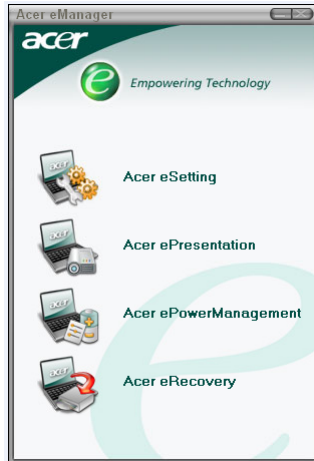 Acer eManager
acer
e Empowering Technology
Acer eSetting
Acer ePresentation
Acer ePowerManagement
Acer eRecovery